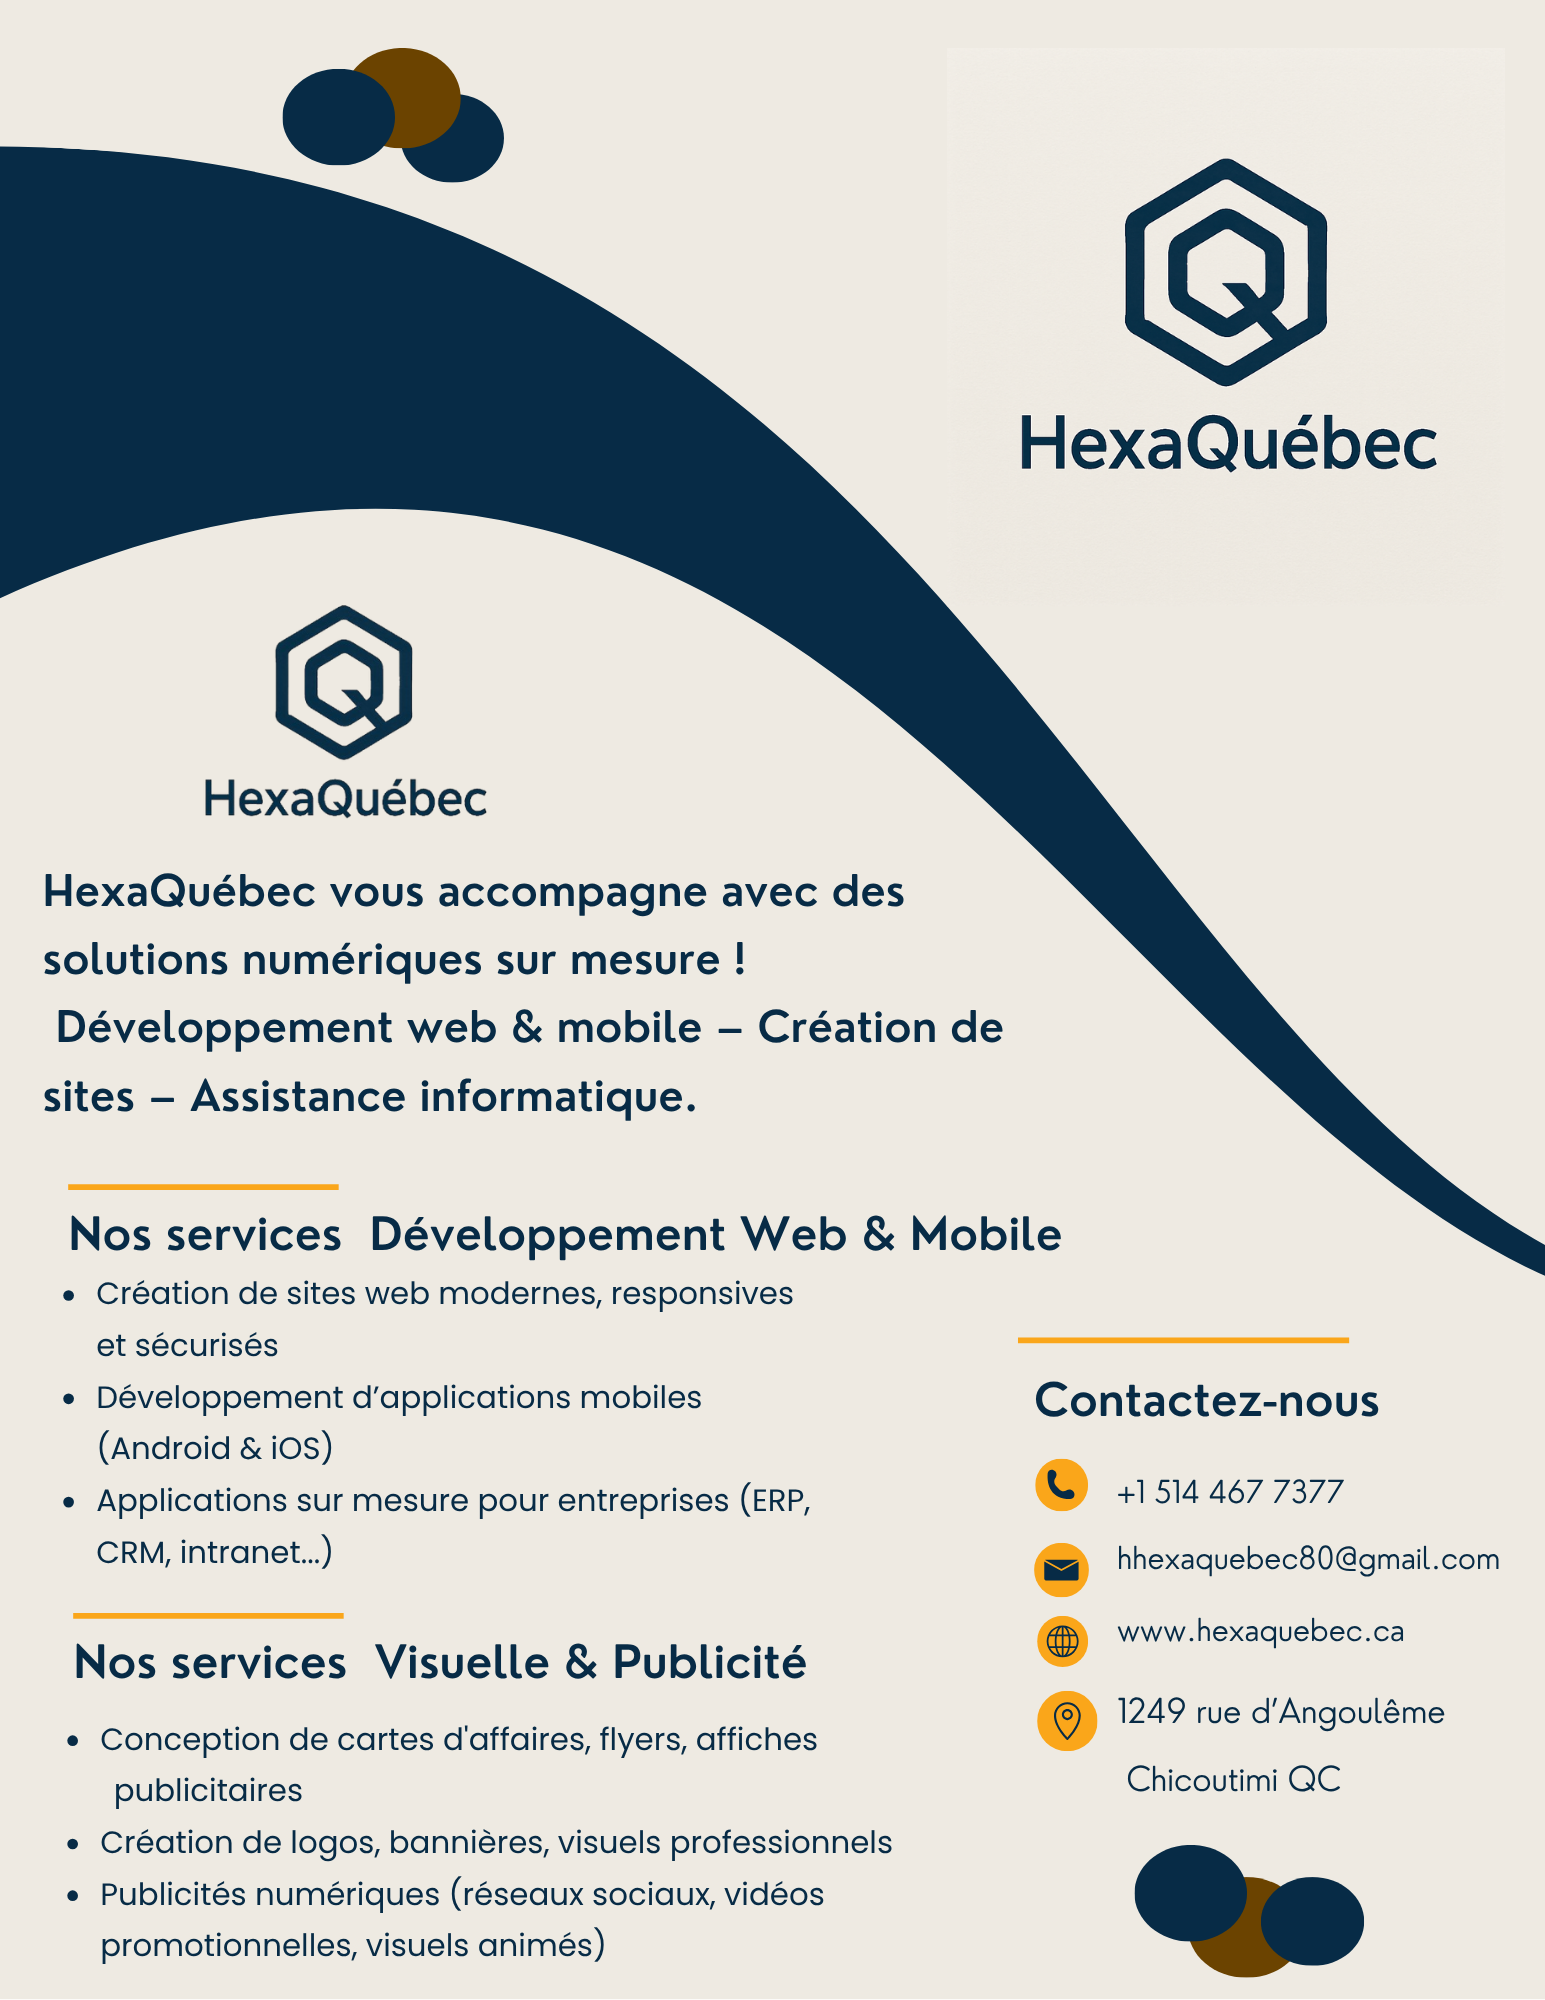 HexaQuébec
HexaQuébec
HexaQuébec vous accompagne avec des
solutions numériques sur mesure !
Développement web & mobile – Création de
sites – Assistance informatique.
Nos services  Développement Web & Mobile
• Création de sites web modernes, responsives
et sécurisés
• Développement d’applications mobiles
(Android & iOS)
• Applications sur mesure pour entreprises (ERP,
CRM, intranet...)
Nos services  Visuelle & Publicité
• Conception de cartes d'affaires, flyers, affiches
publicitaires
• Création de logos, bannières, visuels professionnels
• Publicités numériques (réseaux sociaux, vidéos
promotionnelles, visuels animés)
Contactez-nous
+1 514 467 7377
hhexaquebec80@gmail.com
www.hexaquebec.ca
1249 rue d’Angoulême
Chicoutimi QC